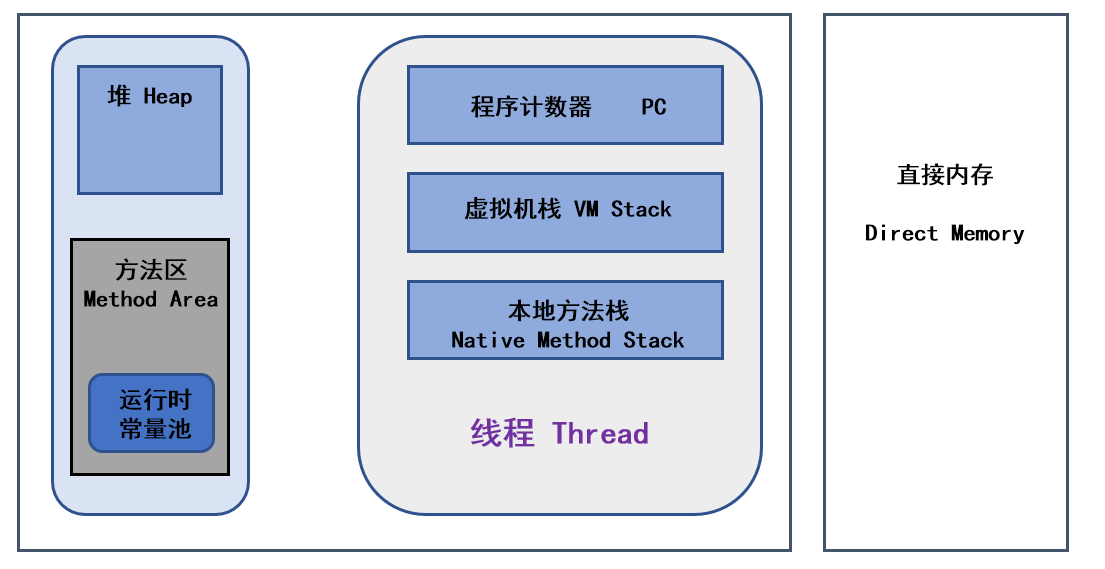 堆 Heap
方法区
Method Area
运行时
常量池
程序计数器 PC
虚拟机栈 VM Stack
本地方法栈
Native Method Stack
线程 Thread
直接内存
Direct Memory